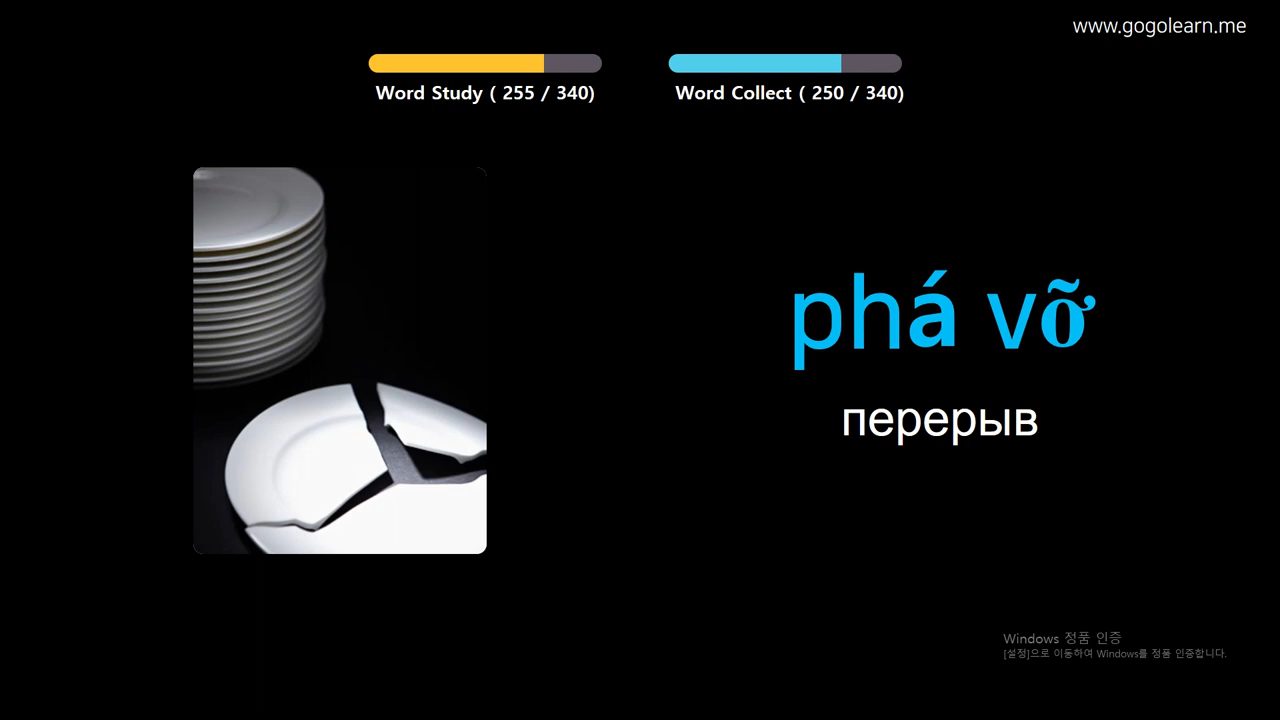 www.gogolearn.me
Word Study ( 255 / 340)
Word Collect ( 250 / 340)
phá vỡ
перерыв
Windows 정품 인증
[설정]으로 이동하여 Windows를 정품 인증합니다.